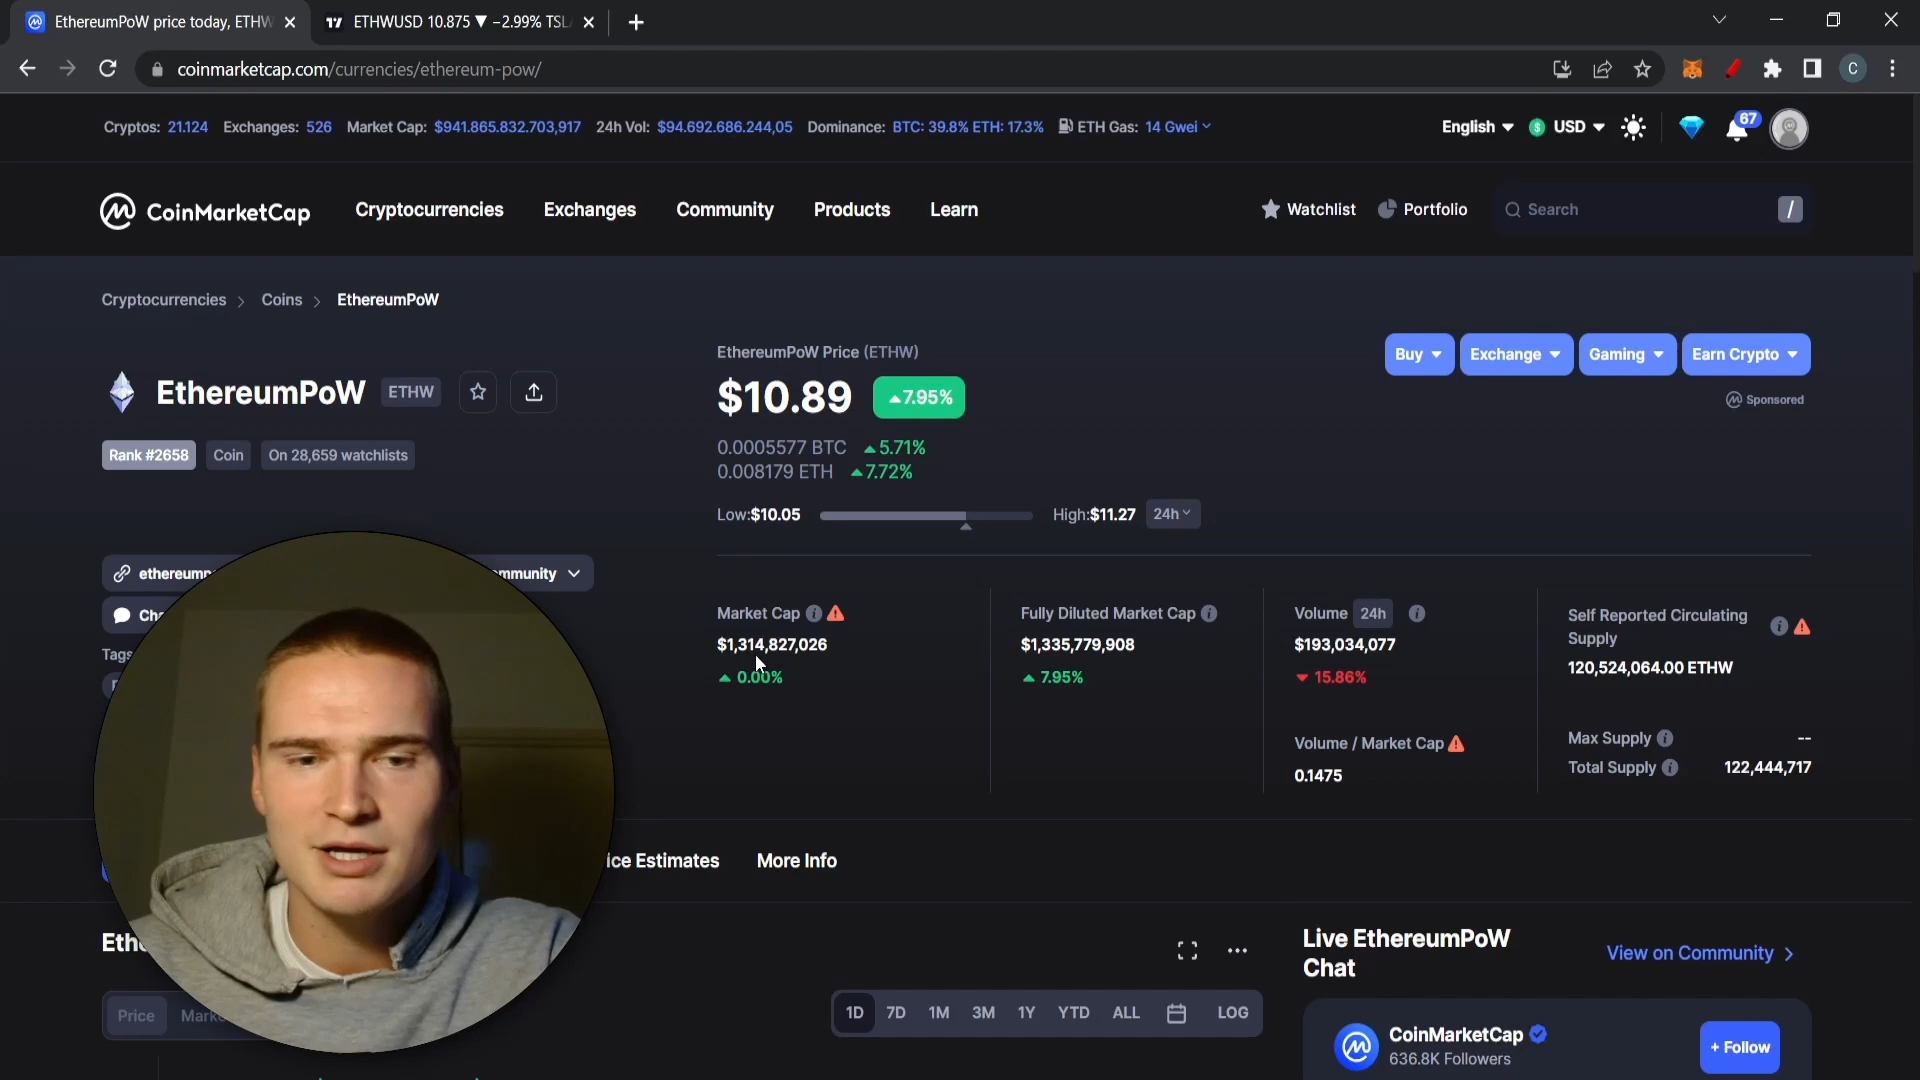 EthereumPoW price today, ETHW
ETHWUSD 10.875 ▼ −2.99% TSL
coinmarketcap.com/currencies/ethereum-pow/
C
Cryptos: 21.124 Exchanges: 526 Market Cap: $941.865.832.703,917 24h Vol: $94.692.686.244,05 Dominance: BTC: 39.8% ETH: 17.3% ETH Gas: 14 Gwei
English USD 67
CoinMarketCap Cryptocurrencies Exchanges Community Products Learn Watchlist Portfolio Search /
Cryptocurrencies > Coins > EthereumPoW
EthereumPoW ETHW
Rank #2658 Coin On 28,659 watchlists
EthereumPoW Price (ETHW)
$10.89 7.95%
0.0005577 BTC 5.71%
0.008179 ETH 7.72%
Low:$10.05 High:$11.27 24h
Buy Exchange Gaming Earn Crypto
Sponsored
Tags
Market Cap
$1,314,827,026
0.00%
Fully Diluted Market Cap
$1,335,779,908
7.95%
Volume 24h
$193,034,077
15.86%
Volume / Market Cap
0.1475
Self Reported Circulating
Supply
120,524,064.00 ETHW
Max Supply --
Total Supply 122,444,717
Estimates More Info
Price
1D 7D 1M 3M 1Y YTD ALL LOG
Live EthereumPoW
Chat
View on Community >
CoinMarketCap
636.8K Followers
+ Follow